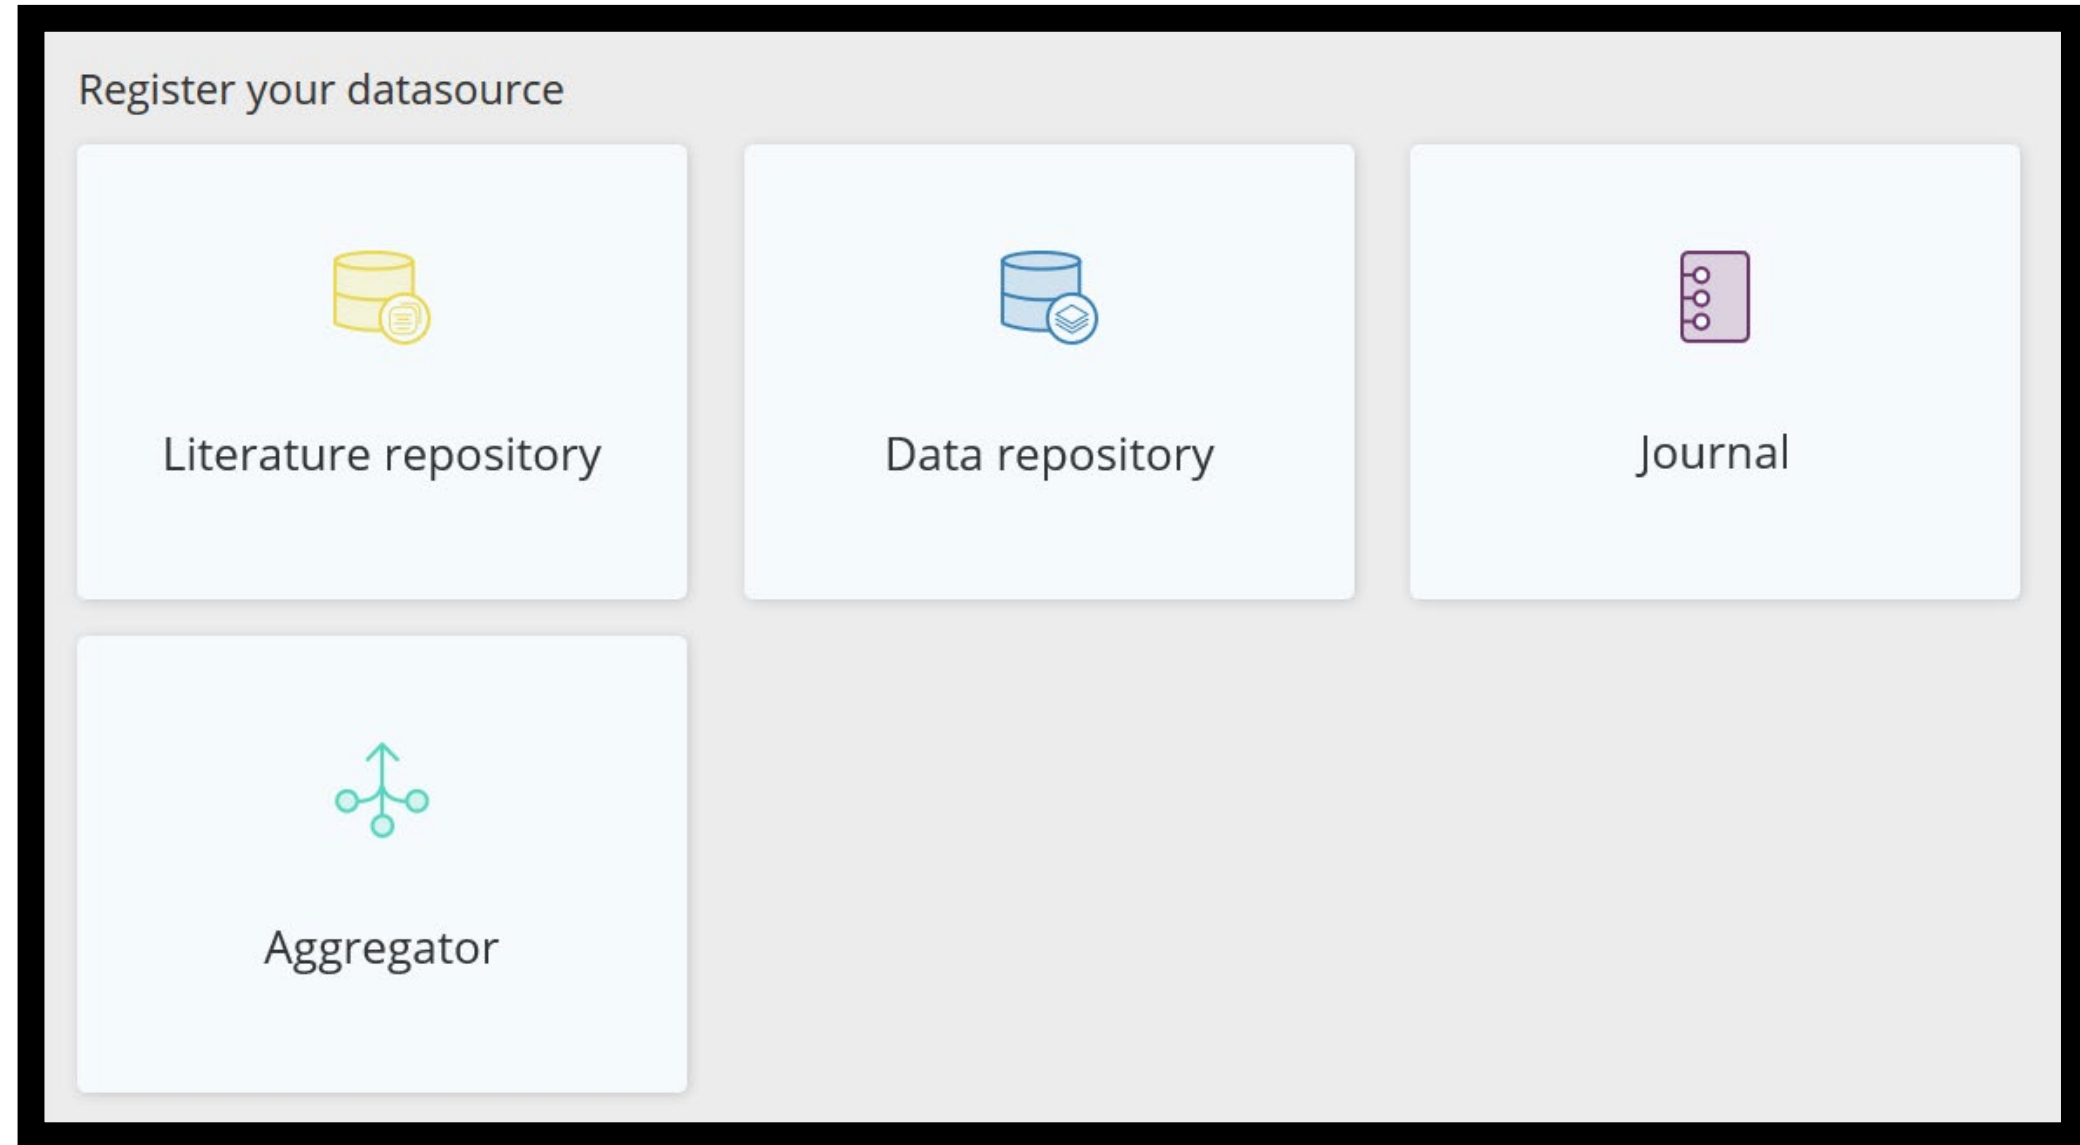 Register your datasource
Literature repository
Data repository
Journal
Aggregator